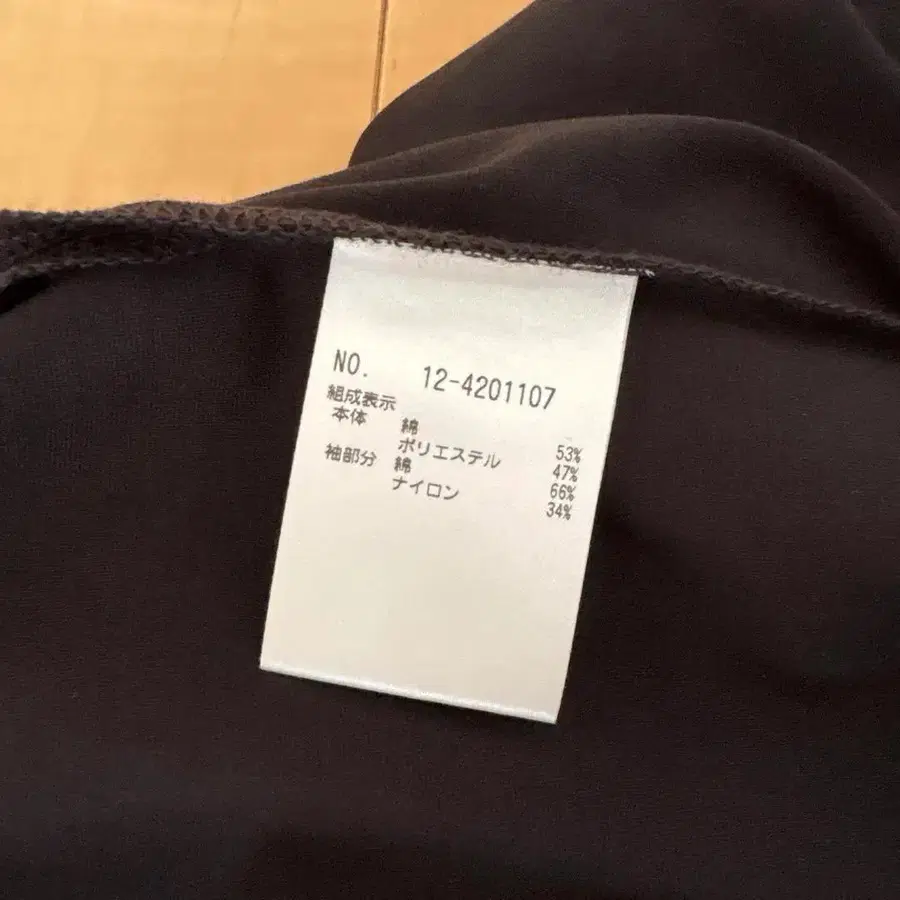 NO. 12-4201107
組成表示
本体 綿 53%
ポリエステル 47%
袖部分 綿 66%
ナイロン 34%